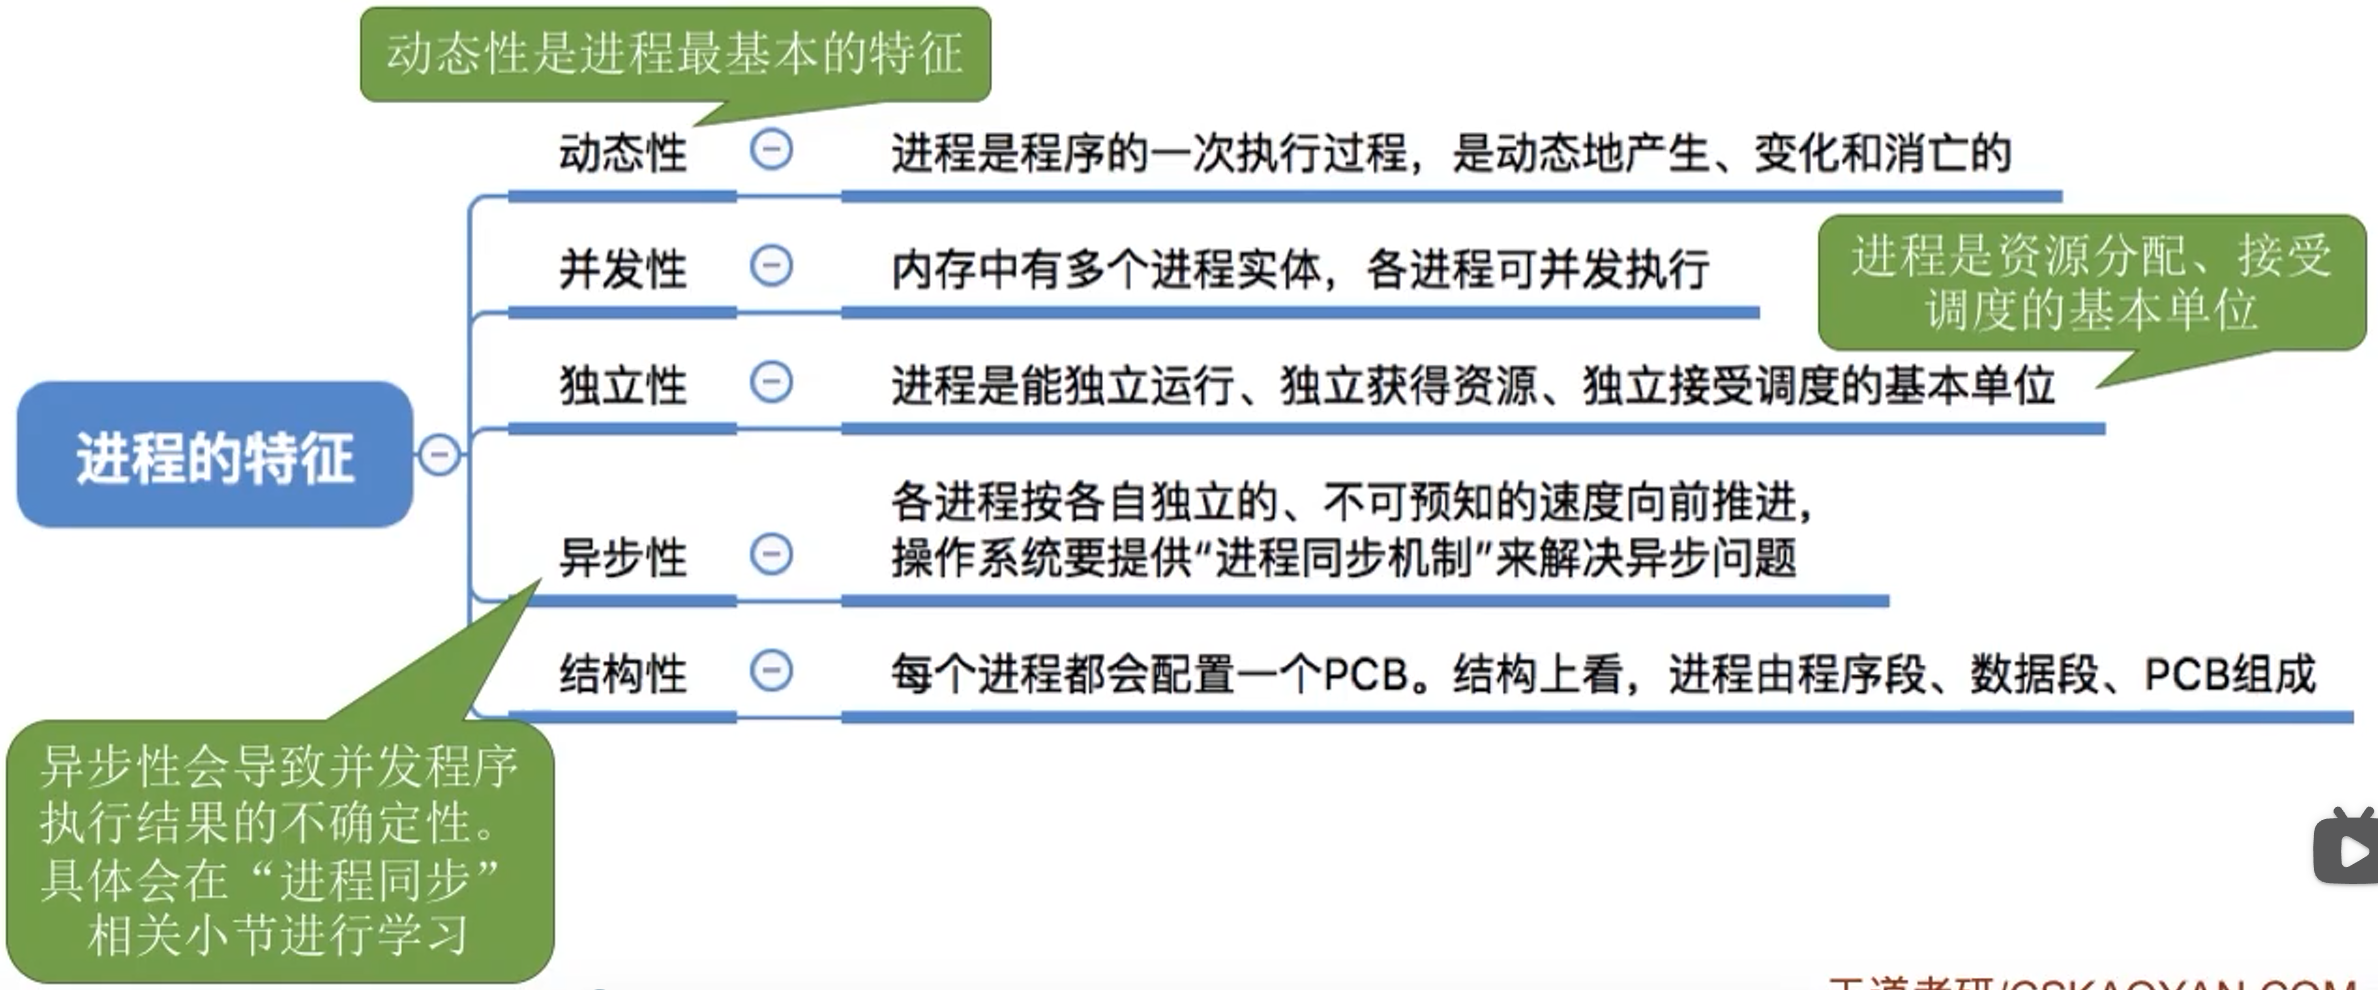 动态性是进程最基本的特征
动态性
进程是程序的一次执行过程，是动态地产生、变化和消亡的
并发性
内存中有多个进程实体，各进程可并发执行
进程是资源分配、接受
调度的基本单位
独立性
进程是能独立运行、独立获得资源、独立接受调度的基本单位
进程的特征
异步性
各进程按各自独立的、不可预知的速度向前推进，
操作系统要提供“进程同步机制”来解决异步问题
结构性
每个进程都会配置一个PCB。结构上看，进程由程序段、数据段、PCB组成
异步性会导致并发程序
执行结果的不确定性。
具体会在“进程同步”
相关小节进行学习
王道考研/CSKAOYAN.COM